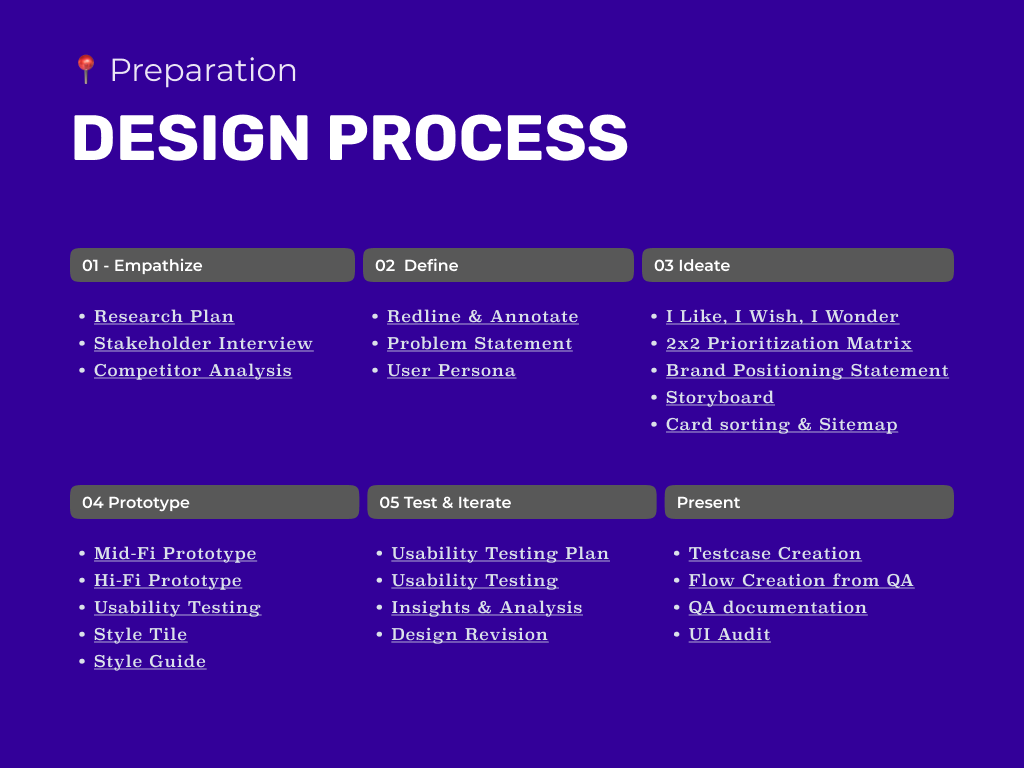 Preparation
DESIGN PROCESS
01 - Empathize
• Research Plan
• Stakeholder Interview
• Competitor Analysis
02  Define
• Redline & Annotate
• Problem Statement
• User Persona
03 Ideate
• I Like, I Wish, I Wonder
• 2x2 Prioritization Matrix
• Brand Positioning Statement
• Storyboard
• Card sorting & Sitemap
04 Prototype
• Mid-Fi Prototype
• Hi-Fi Prototype
• Usability Testing
• Style Tile
• Style Guide
05 Test & Iterate
• Usability Testing Plan
• Usability Testing
• Insights & Analysis
• Design Revision
Present
• Testcase Creation
• Flow Creation from QA
• QA documentation
• UI Audit